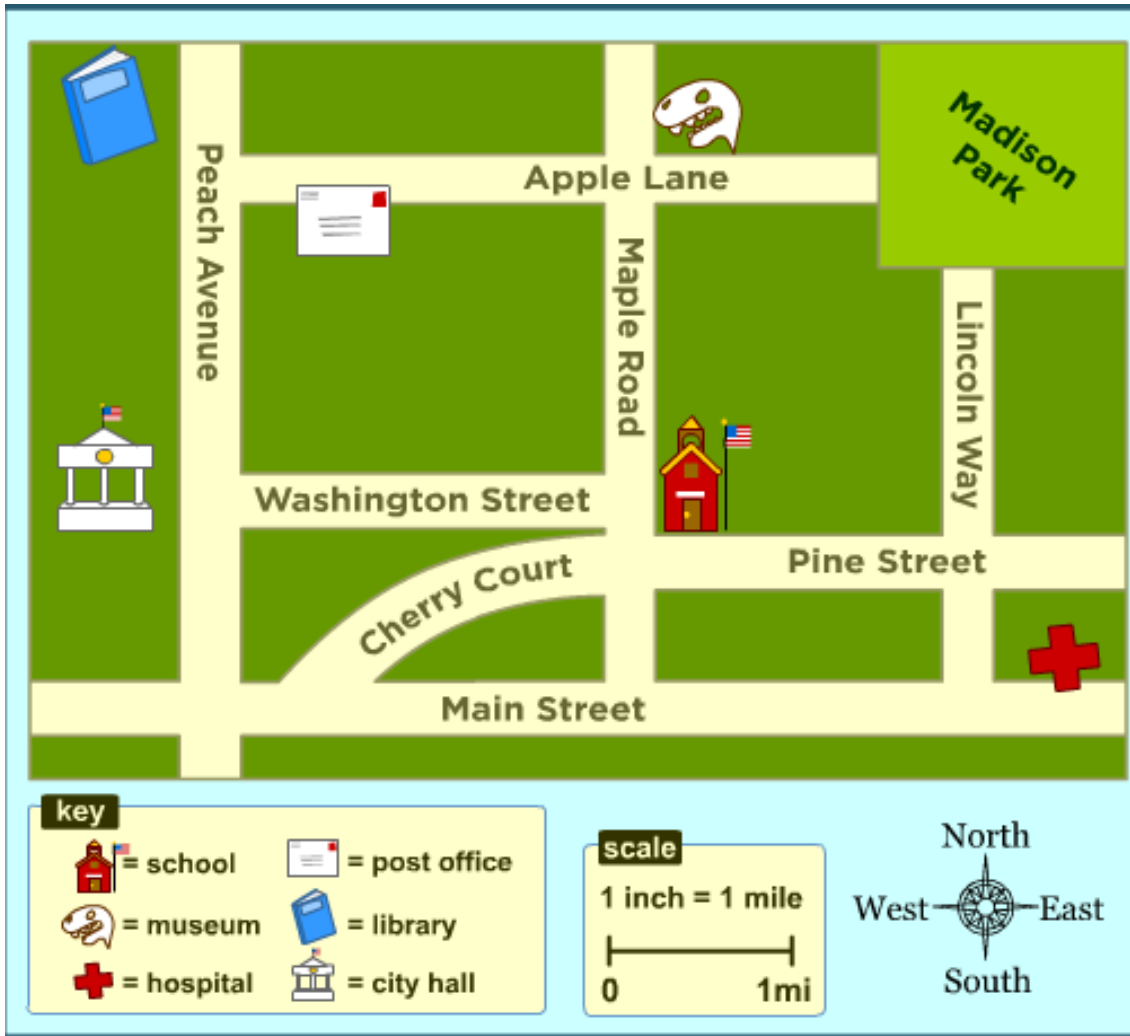 Madison
Park
Peach Avenue
Apple Lane
Maple Road
Lincoln Way
Washington Street
Cherry Court
Pine Street
Main Street
key
= school
= post office
= museum
= library
= hospital
= city hall
scale
1 inch = 1 mile
0 1mi
North
West East
South